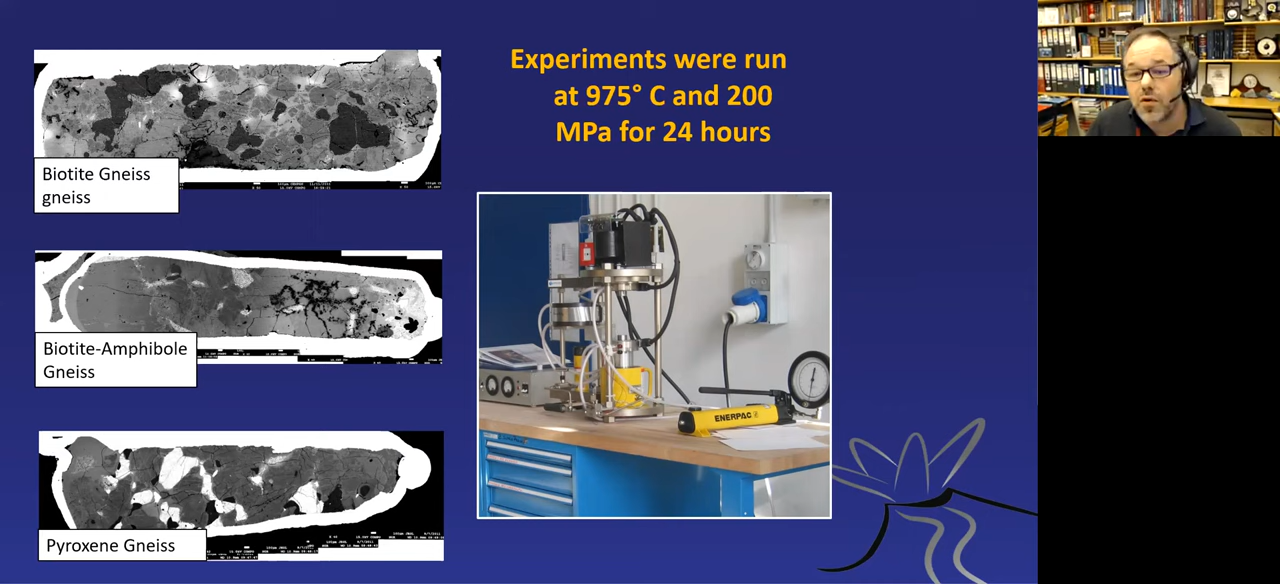 Experiments were run
at 975° C and 200
MPa for 24 hours
Biotite Gneiss
gneiss
Biotite-Amphibole
Gneiss
Pyroxene Gneiss
ENERPAC